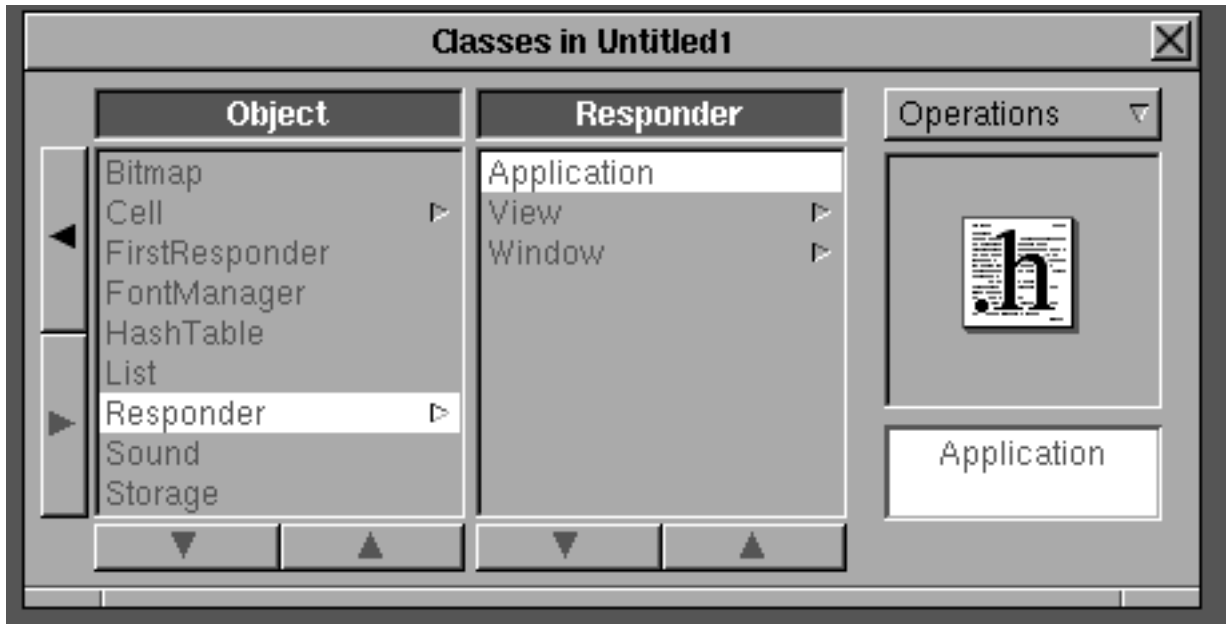 Classes in Untitled1
Object
Bitmap
Cell
FirstResponder
FontManager
HashTable
List
Responder
Sound
Storage
Responder
Application
View
Window
Operations
.h
Application